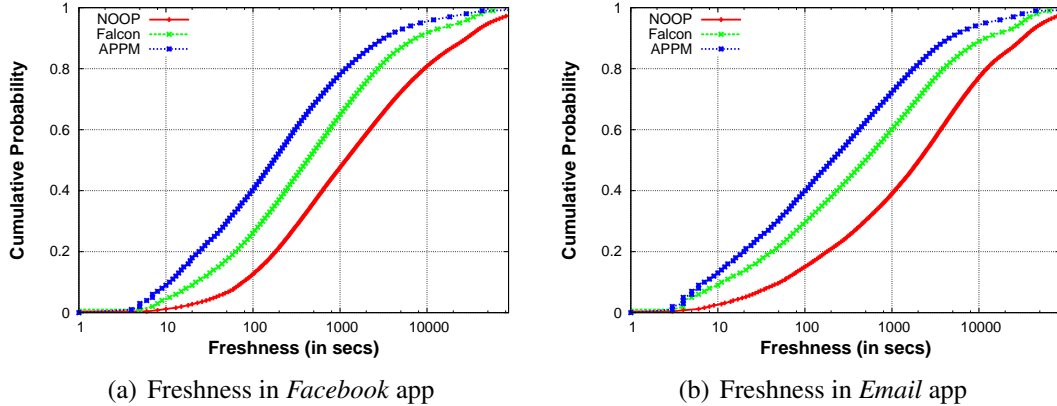 NOOP
Falcon
APPM
1
0.8
0.6
0.4
0.2
0
1 10 100 1000 10000
Cumulative Probability
Freshness (in secs)
(a) Freshness in Facebook app
NOOP
Falcon
APPM
1
0.8
0.6
0.4
0.2
0
1 10 100 1000 10000
Cumulative Probability
Freshness (in secs)
(b) Freshness in Email app